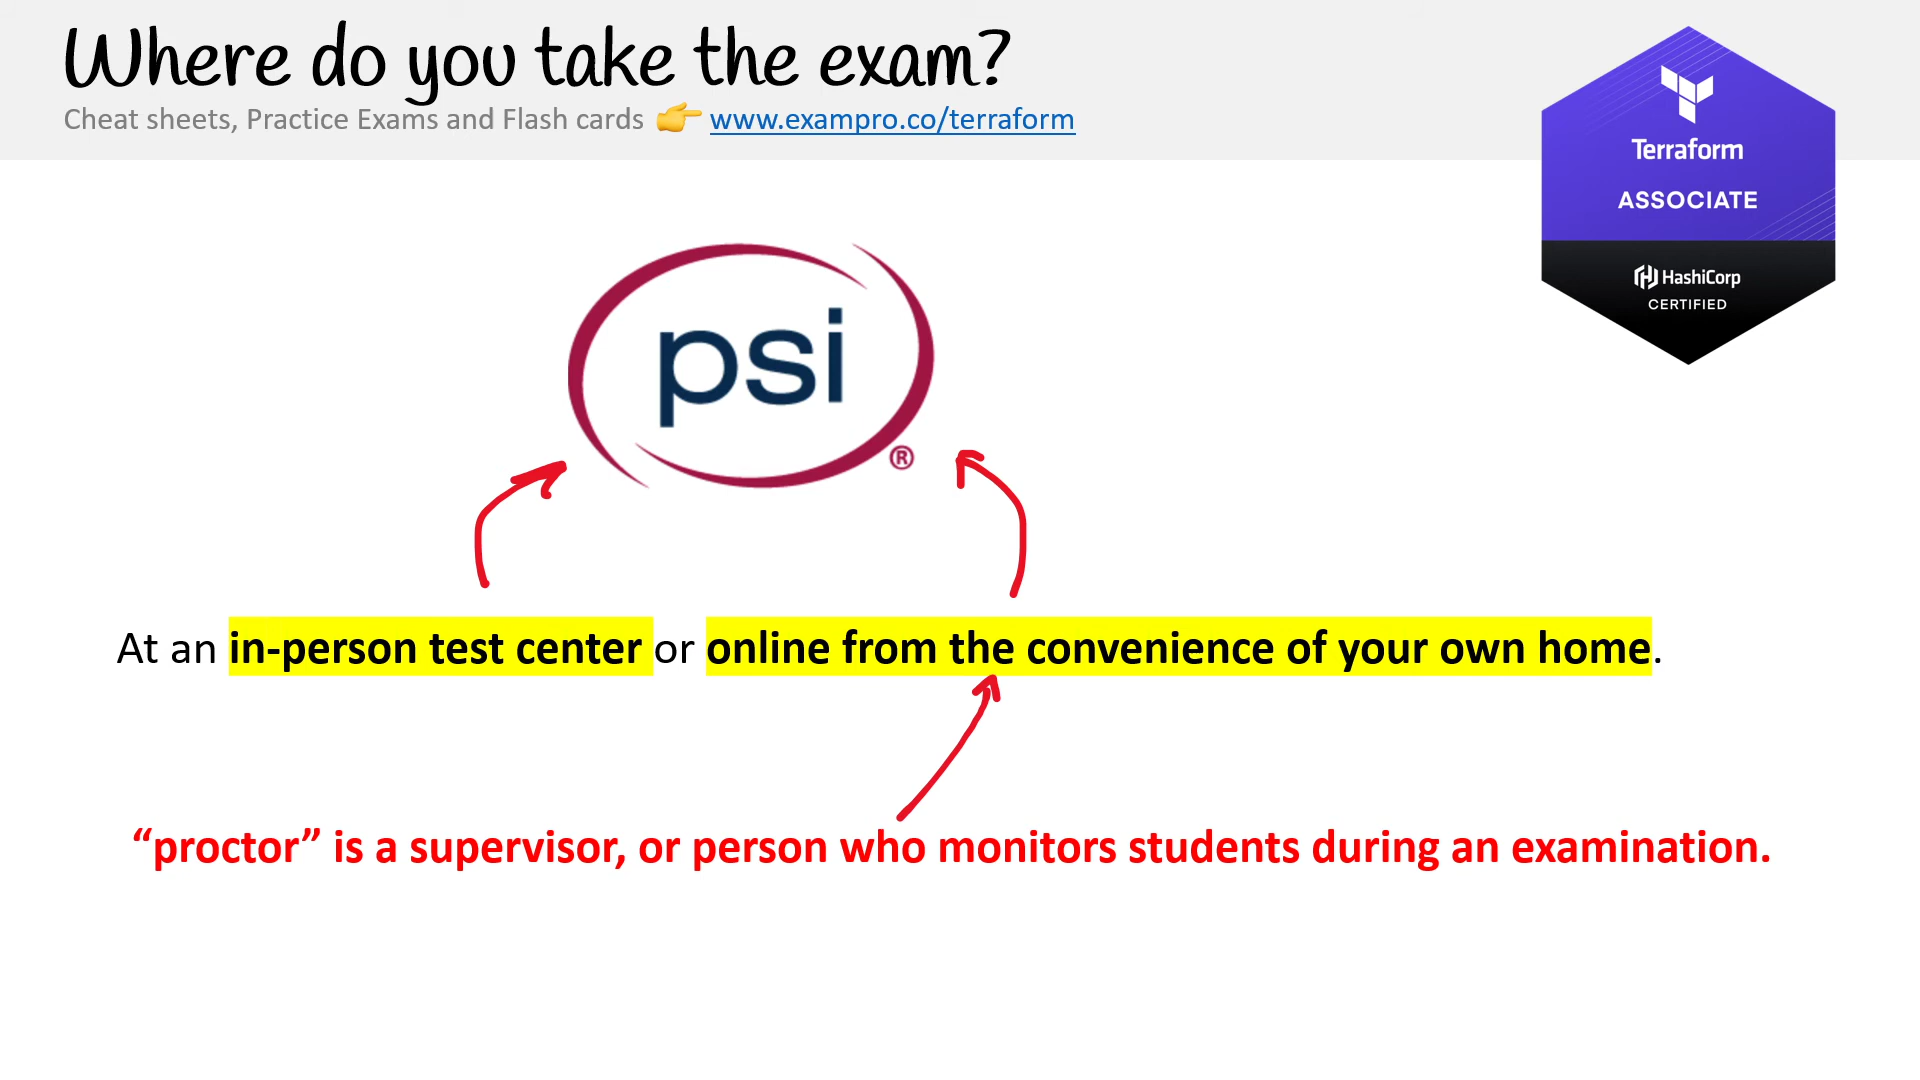 Where do you take the exam?
Cheat sheets, Practice Exams and Flash cards 👉 www.exampro.co/terraform
Terraform
ASSOCIATE
HashiCorp
CERTIFIED
psi
®
At an in-person test center or online from the convenience of your own home.
“proctor” is a supervisor, or person who monitors students during an examination.